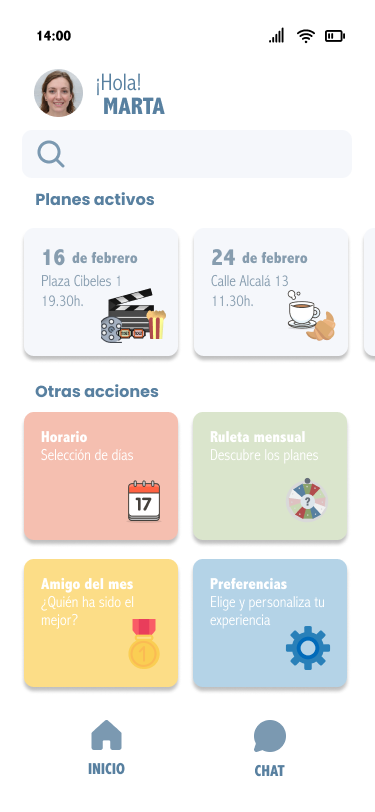 14:00
¡Hola!
MARTA
Planes activos
16 de febrero
Plaza Cibeles 1
19.30h.
24 de febrero
Calle Alcalá 13
11.30h.
Otras acciones
Horario
Selección de días
17
Ruleta mensual
Descubre los planes
?
Amigo del mes
¿Quién ha sido el
mejor?
1
Preferencias
Elige y personaliza tu
experiencia
INICIO
CHAT